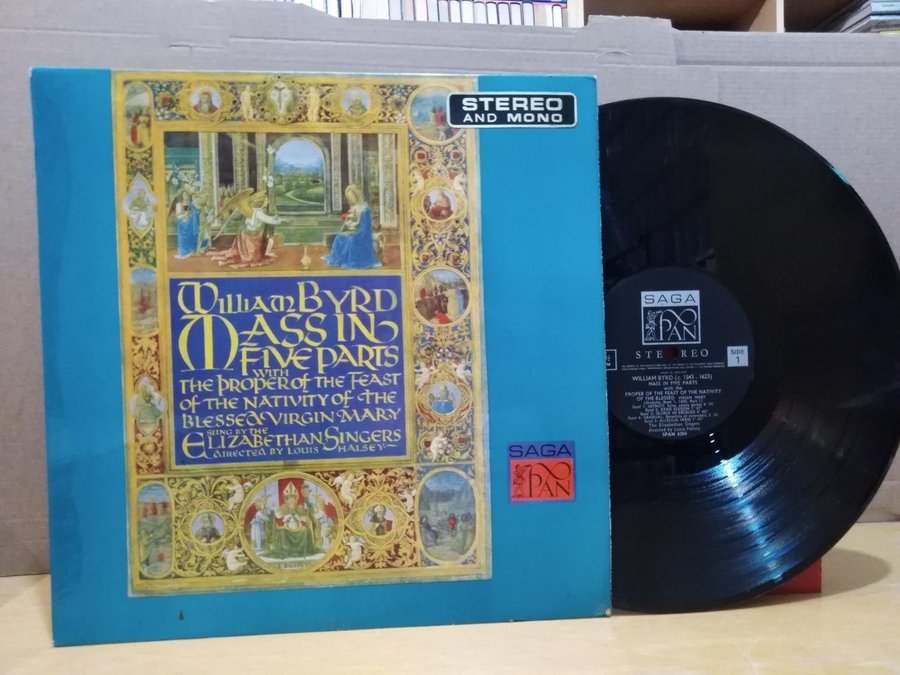 STEREO
AND MONO
William Byrd
Mass in
Five Parts
with
the Proper of the Feast
of the Nativity of the
Blessed Virgin Mary
sung by the
Elizabethan Singers
directed by Louis Halsey
SAGA
PAN
SAGA
PAN
STEREO
SIDE
1
WILLIAM BYRD (c. 1543 - 1623)
MASS IN FIVE PARTS
with the
PROPER OF THE FEAST OF THE NATIVITY
OF THE BLESSED VIRGIN MARY
The Elizabethan Singers
directed by Louis Halsey